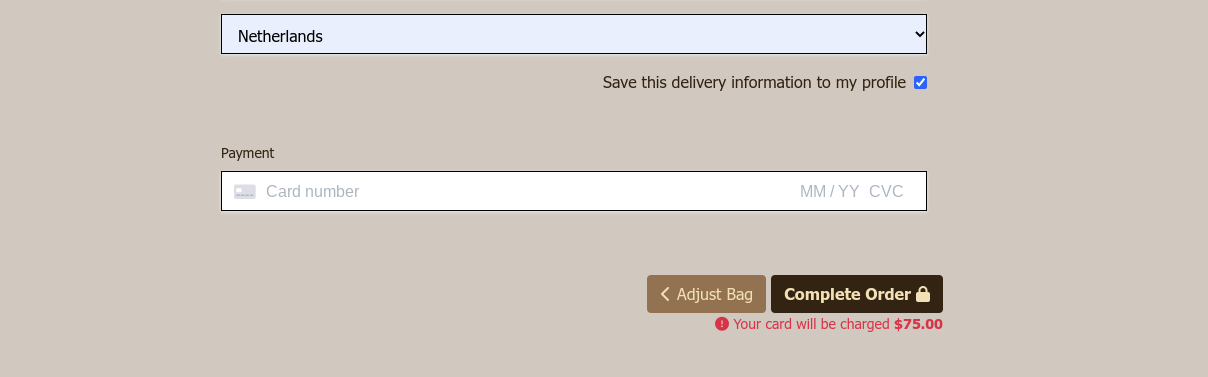 Netherlands
Save this delivery information to my profile
Payment
Card number MM / YY CVC
Adjust Bag Complete Order
Your card will be charged $75.00